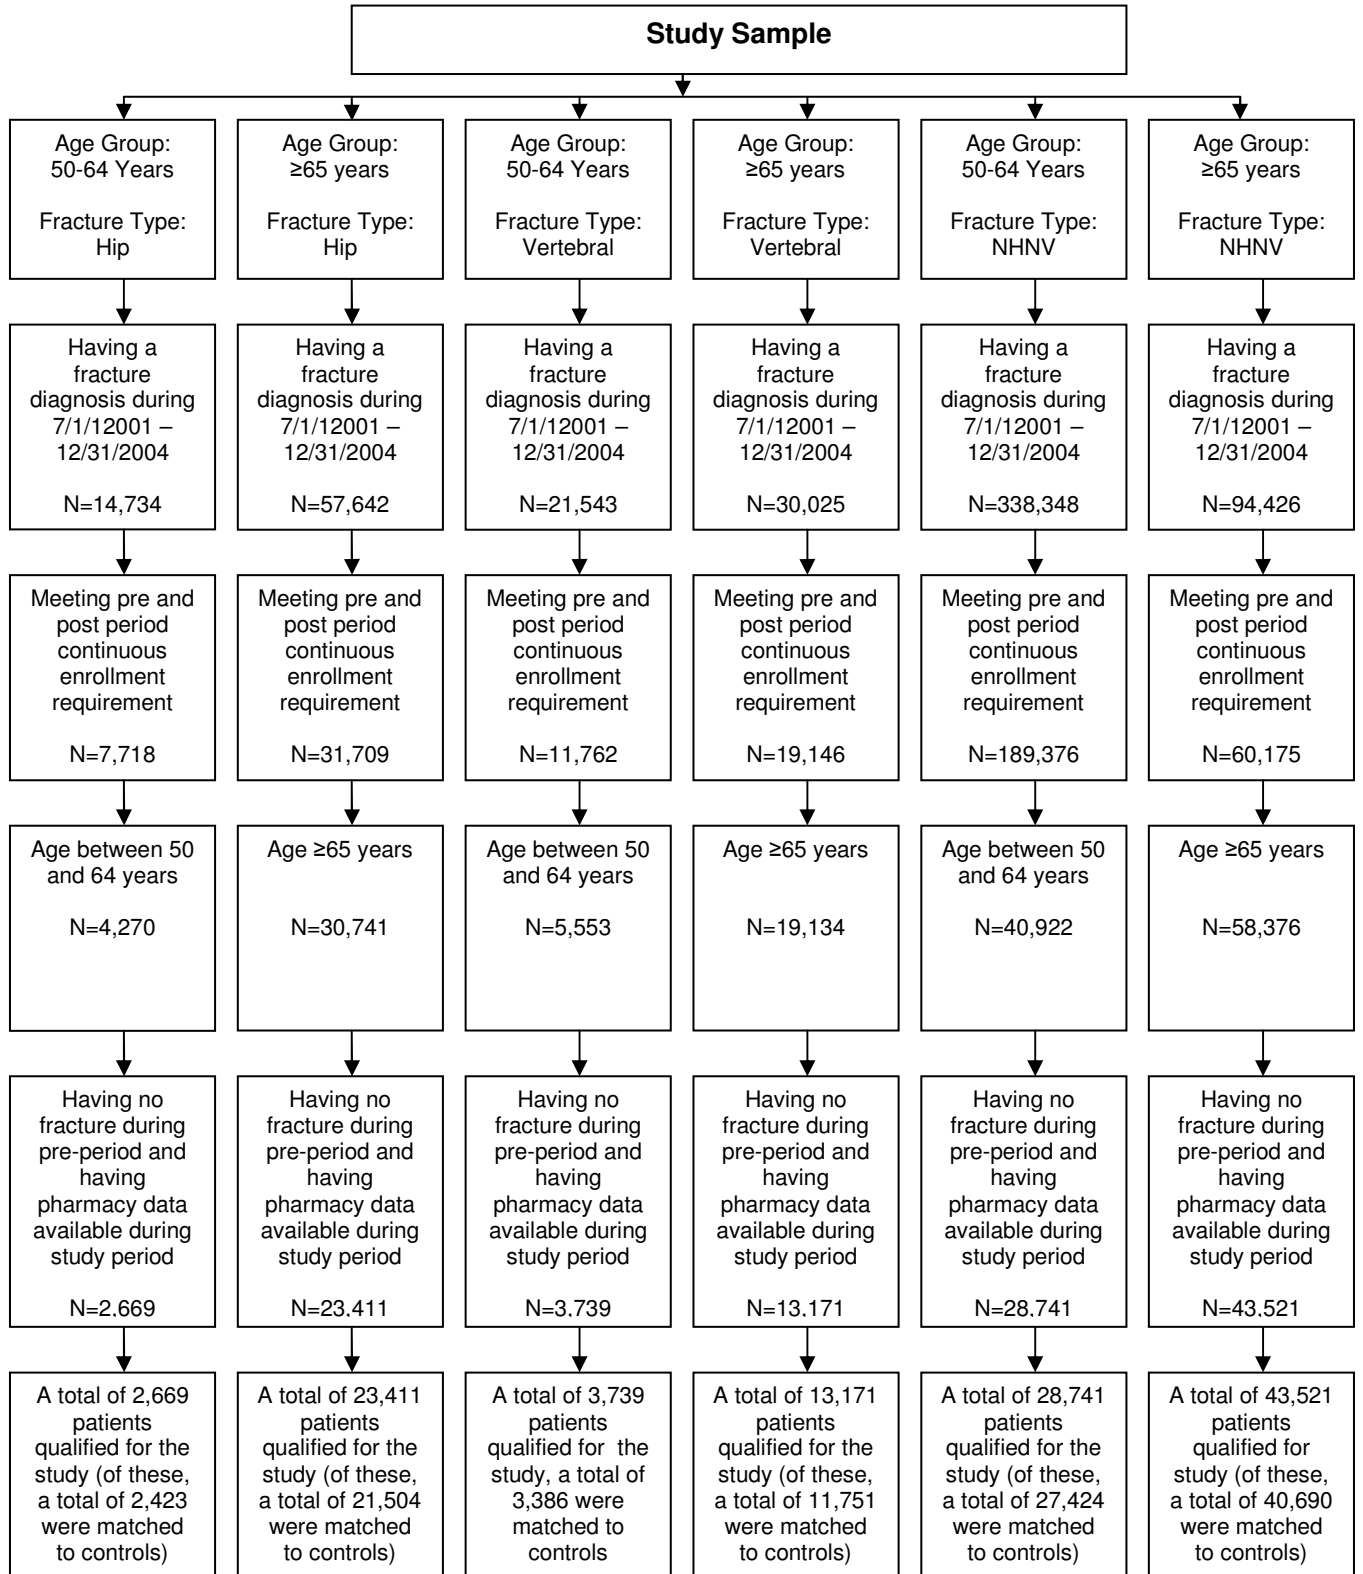 Study Sample
Age Group:
50-64 Years
Fracture Type:
Hip
Age Group:
≥65 years
Fracture Type:
Hip
Age Group:
50-64 Years
Fracture Type:
Vertebral
Age Group:
≥65 years
Fracture Type:
Vertebral
Age Group:
50-64 Years
Fracture Type:
NHNV
Age Group:
≥65 years
Fracture Type:
NHNV
Having a
fracture
diagnosis during
7/1/12001 –
12/31/2004
N=14,734
Having a
fracture
diagnosis during
7/1/12001 –
12/31/2004
N=57,642
Having a
fracture
diagnosis during
7/1/12001 –
12/31/2004
N=21,543
Having a
fracture
diagnosis during
7/1/12001 –
12/31/2004
N=30,025
Having a
fracture
diagnosis during
7/1/12001 –
12/31/2004
N=338,348
Having a
fracture
diagnosis during
7/1/12001 –
12/31/2004
N=94,426
Meeting pre and
post period
continuous
enrollment
requirement
N=7,718
Meeting pre and
post period
continuous
enrollment
requirement
N=31,709
Meeting pre and
post period
continuous
enrollment
requirement
N=11,762
Meeting pre and
post period
continuous
enrollment
requirement
N=19,146
Meeting pre and
post period
continuous
enrollment
requirement
N=189,376
Meeting pre and
post period
continuous
enrollment
requirement
N=60,175
Age between 50
and 64 years
N=4,270
Age ≥65 years
N=30,741
Age between 50
and 64 years
N=5,553
Age ≥65 years
N=19,134
Age between 50
and 64 years
N=40,922
Age ≥65 years
N=58,376
Having no
fracture during
pre-period and
having
pharmacy data
available during
study period
N=2,669
Having no
fracture during
pre-period and
having
pharmacy data
available during
study period
N=23,411
Having no
fracture during
pre-period and
having
pharmacy data
available during
study period
N=3,739
Having no
fracture during
pre-period and
having
pharmacy data
available during
study period
N=13,171
Having no
fracture during
pre-period and
having
pharmacy data
available during
study period
N=28,741
Having no
fracture during
pre-period and
having
pharmacy data
available during
study period
N=43,521
A total of 2,669
patients
qualified for the
study (of these,
a total of 2,423
were matched
to controls)
A total of 23,411
patients
qualified for the
study (of these,
a total of 21,504
were matched
to controls)
A total of 3,739
patients
qualified for the
study, a total of
3,386 were
matched to
controls
A total of 13,171
patients
qualified for the
study (of these,
a total of 11,751
were matched
to controls)
A total of 28,741
patients
qualified for the
study (of these,
a total of 27,424
were matched
to controls)
A total of 43,521
patients
qualified for
study (of these,
a total of 40,690
were matched
to controls)